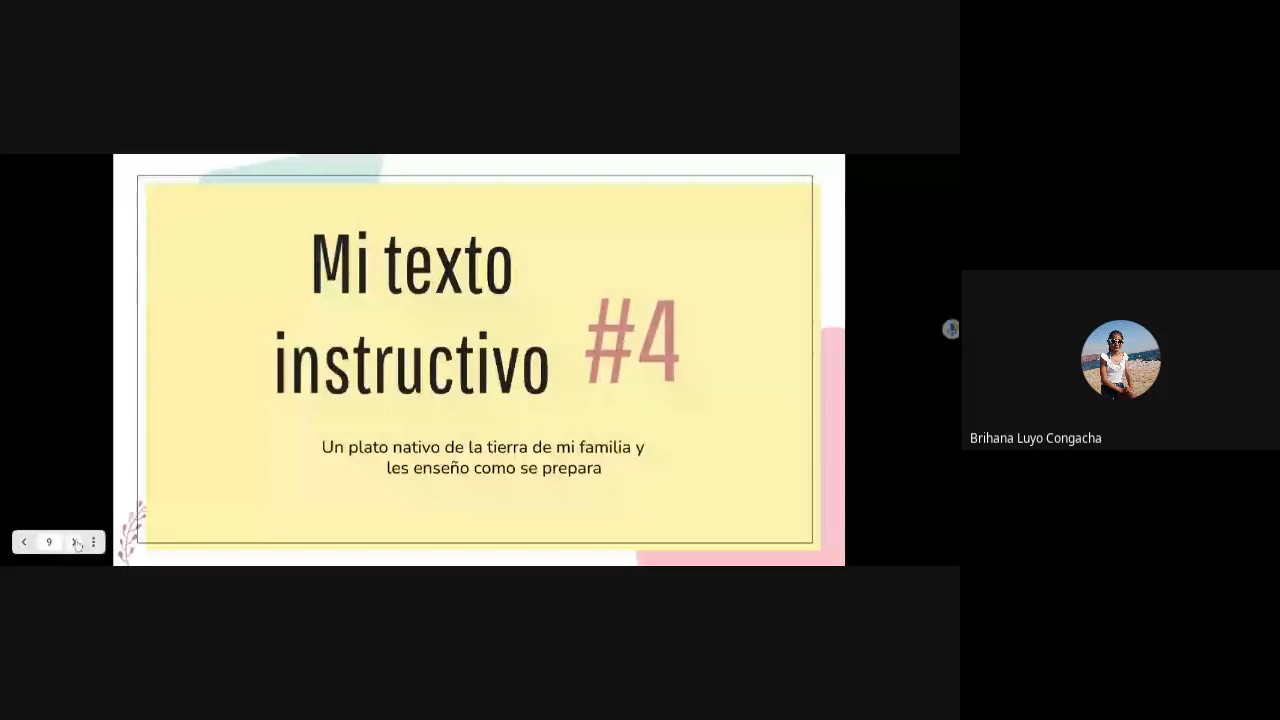 Mi texto
instructivo
#4
Un plato nativo de la tierra de mi familia y
les enseño como se prepara
9
Brihana Luyo Congacha